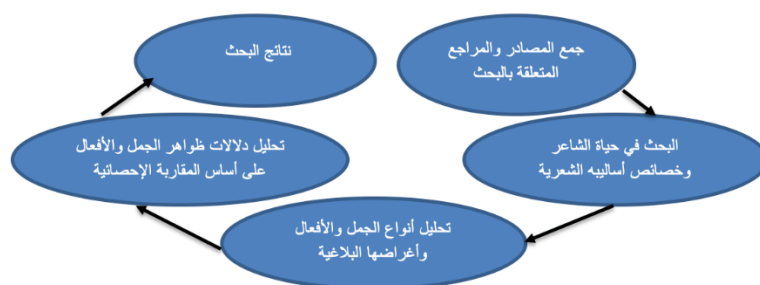 جمع المصادر والمراجع
المتعلقة بالبحث
البحث في حياة الشاعر
وخصائص أساليبه الشعرية
تحليل أنواع الجمل والأفعال
وأغراضها البلاغية
تحليل دلالات ظواهر الجمل والأفعال
على أساس المقاربة الإحصائية
نتائج البحث